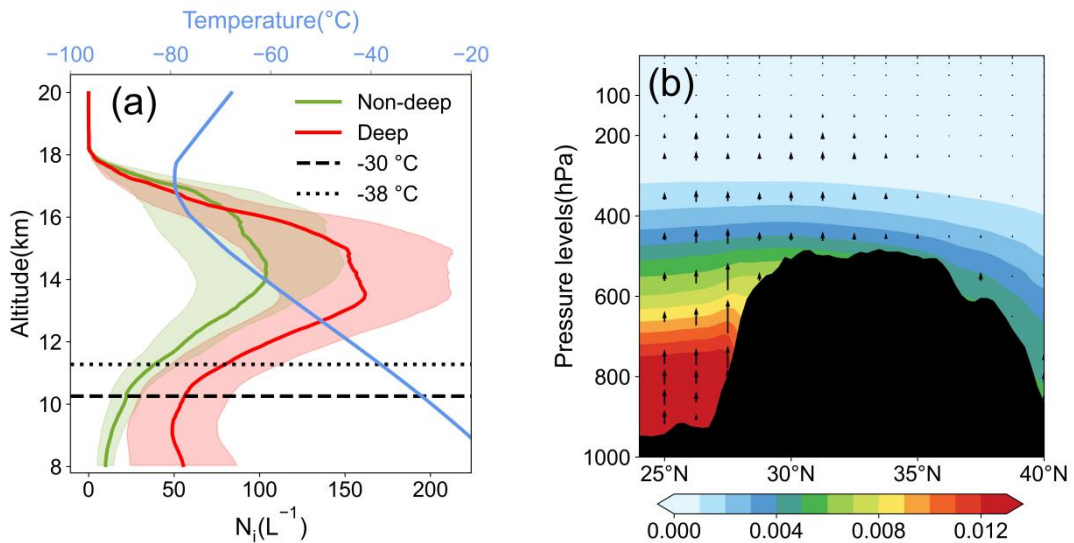 Temperature(°C)
−100 −80 −60 −40 −20
(a)
Non-deep
Deep
-30 °C
-38 °C
20
18
16
14
12
10
8
Altitude(km)
0 50 100 150 200
Nᵢ(L⁻¹)
(b)
100
200
400
600
800
1000
Pressure levels(hPa)
25°N 30°N 35°N 40°N
0.000 0.004 0.008 0.012